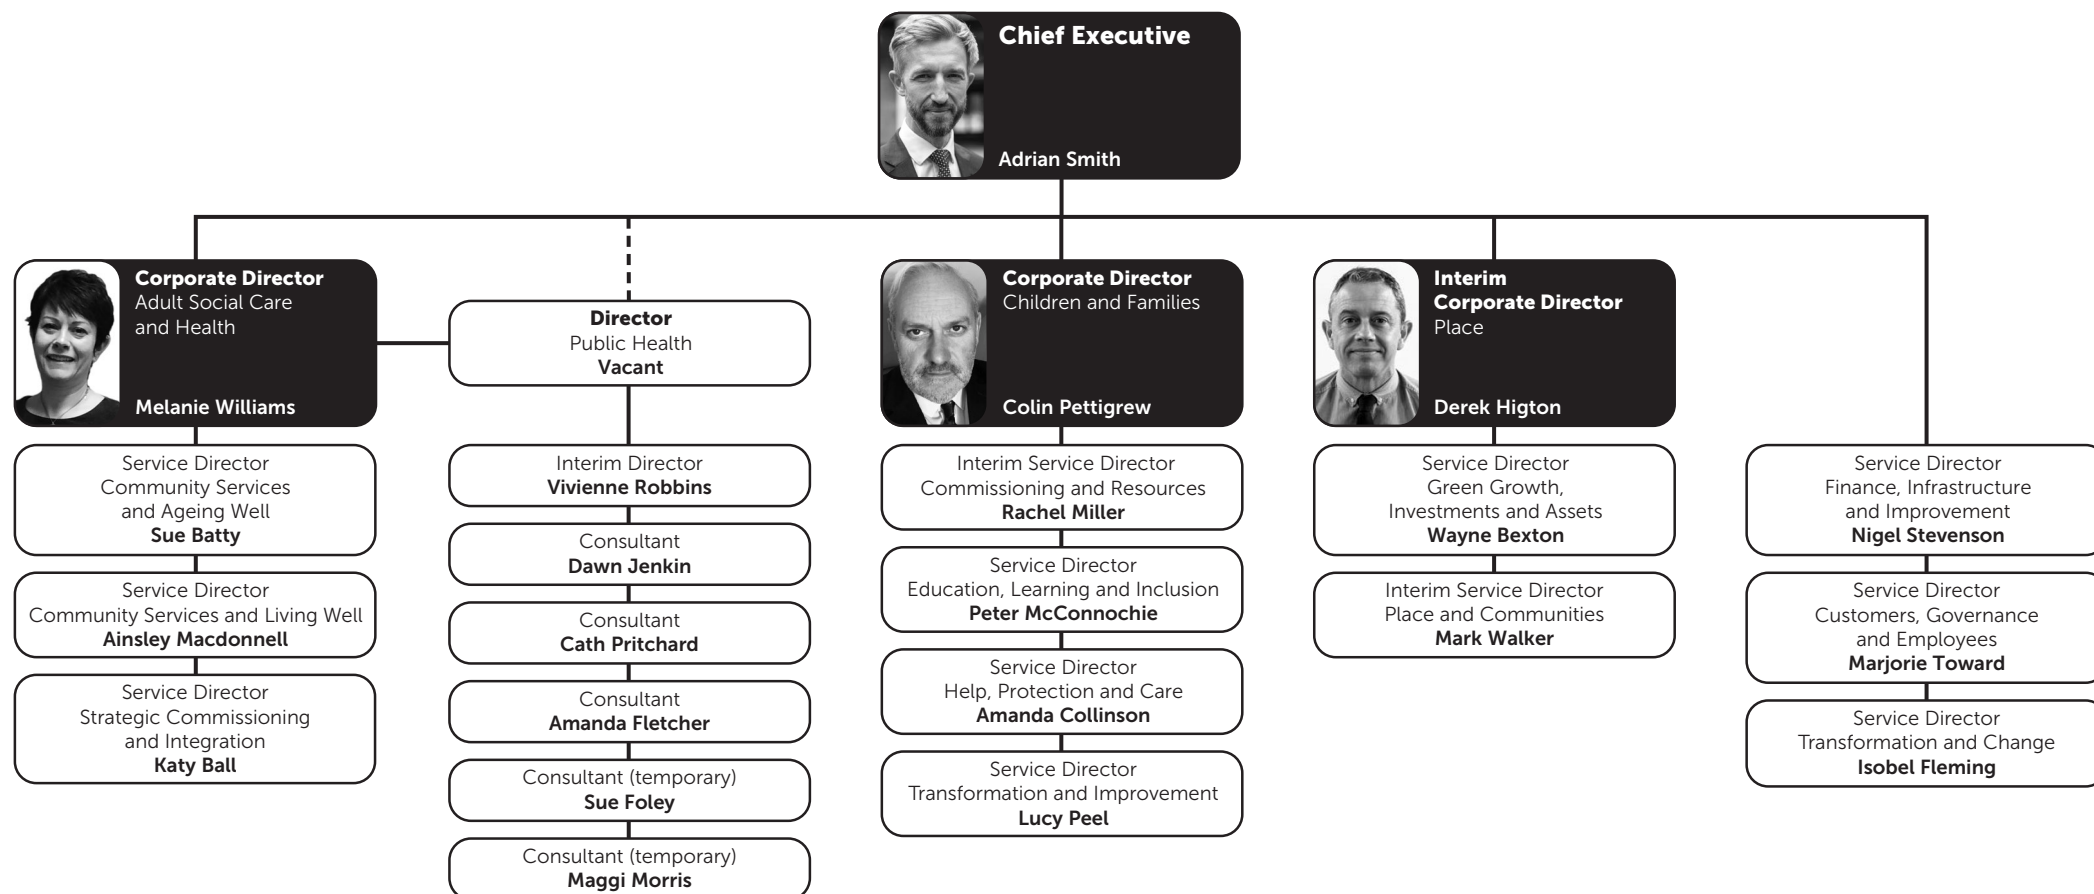 Chief Executive
Adrian Smith
Corporate Director
Adult Social Care
and Health
Melanie Williams
Service Director
Community Services
and Ageing Well
Sue Batty
Service Director
Community Services and Living Well
Ainsley Macdonnell
Service Director
Strategic Commissioning
and Integration
Katy Ball
Director
Public Health
Vacant
Interim Director
Vivienne Robbins
Consultant
Dawn Jenkin
Consultant
Cath Pritchard
Consultant
Amanda Fletcher
Consultant (temporary)
Sue Foley
Consultant (temporary)
Maggi Morris
Corporate Director
Children and Families
Colin Pettigrew
Interim Service Director
Commissioning and Resources
Rachel Miller
Service Director
Education, Learning and Inclusion
Peter McConnochie
Service Director
Help, Protection and Care
Amanda Collinson
Service Director
Transformation and Improvement
Lucy Peel
Interim
Corporate Director
Place
Derek Higton
Service Director
Green Growth,
Investments and Assets
Wayne Bexton
Interim Service Director
Place and Communities
Mark Walker
Service Director
Finance, Infrastructure
and Improvement
Nigel Stevenson
Service Director
Customers, Governance
and Employees
Marjorie Toward
Service Director
Transformation and Change
Isobel Fleming